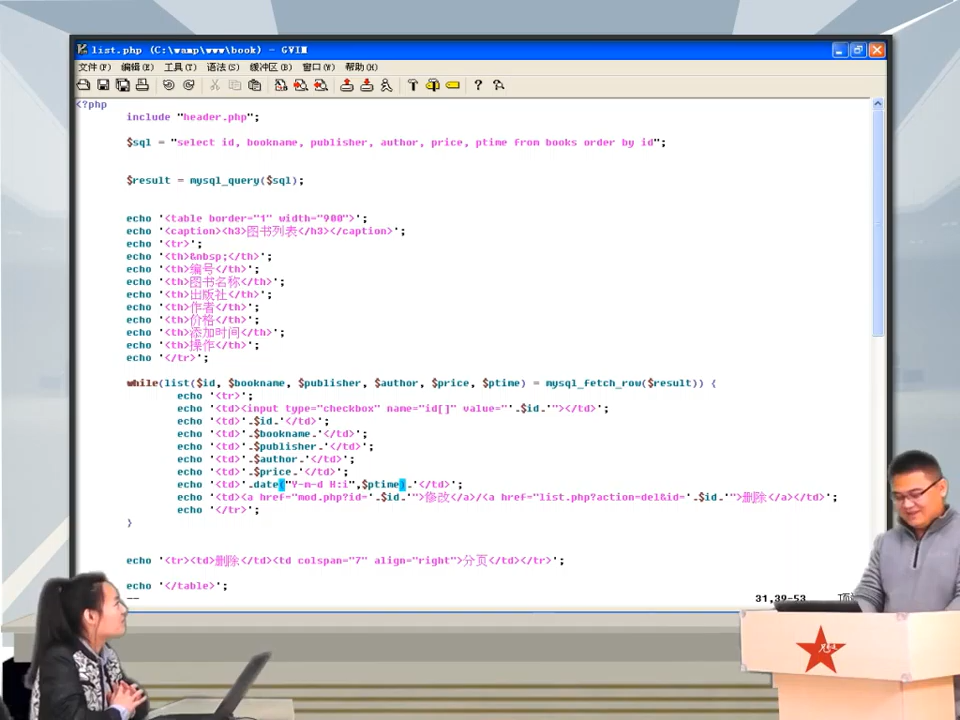 list.php (C:\wamp\www\book) - GVIM
文件(F) 编辑(E) 工具(T) 语法(S) 缓冲区(B) 窗口(W) 帮助(H)
<?php
include "header.php";
$sql = "select id, bookname, publisher, author, price, ptime from books order by id";
$result = mysql_query($sql);
echo '<table border="1" width="900">';
echo '<caption><h3>图书列表</h3></caption>';
echo '<tr>';
echo '<th>&nbsp;</th>';
echo '<th>编号</th>';
echo '<th>图书名称</th>';
echo '<th>出版社</th>';
echo '<th>作者</th>';
echo '<th>价格</th>';
echo '<th>添加时间</th>';
echo '<th>操作</th>';
echo '</tr>';
while(list($id, $bookname, $publisher, $author, $price, $ptime) = mysql_fetch_row($result)) {
echo '<tr>';
echo '<td><input type="checkbox" name="id[]" value="'.$id.'"></td>';
echo '<td>'.$id.'</td>';
echo '<td>'.$bookname.'</td>';
echo '<td>'.$publisher.'</td>';
echo '<td>'.$author.'</td>';
echo '<td>'.$price.'</td>';
echo '<td>'.date("Y-m-d H:i",$ptime).'</td>';
echo '<td><a href="mod.php?id='.$id.'">修改</a>/<a href="list.php?action=del&id='.$id.'">删除</a></td>';
echo '</tr>';
}
echo '<tr><td>删除</td><td colspan="7" align="right">分页</td></tr>';
echo '</table>';
31,39-53